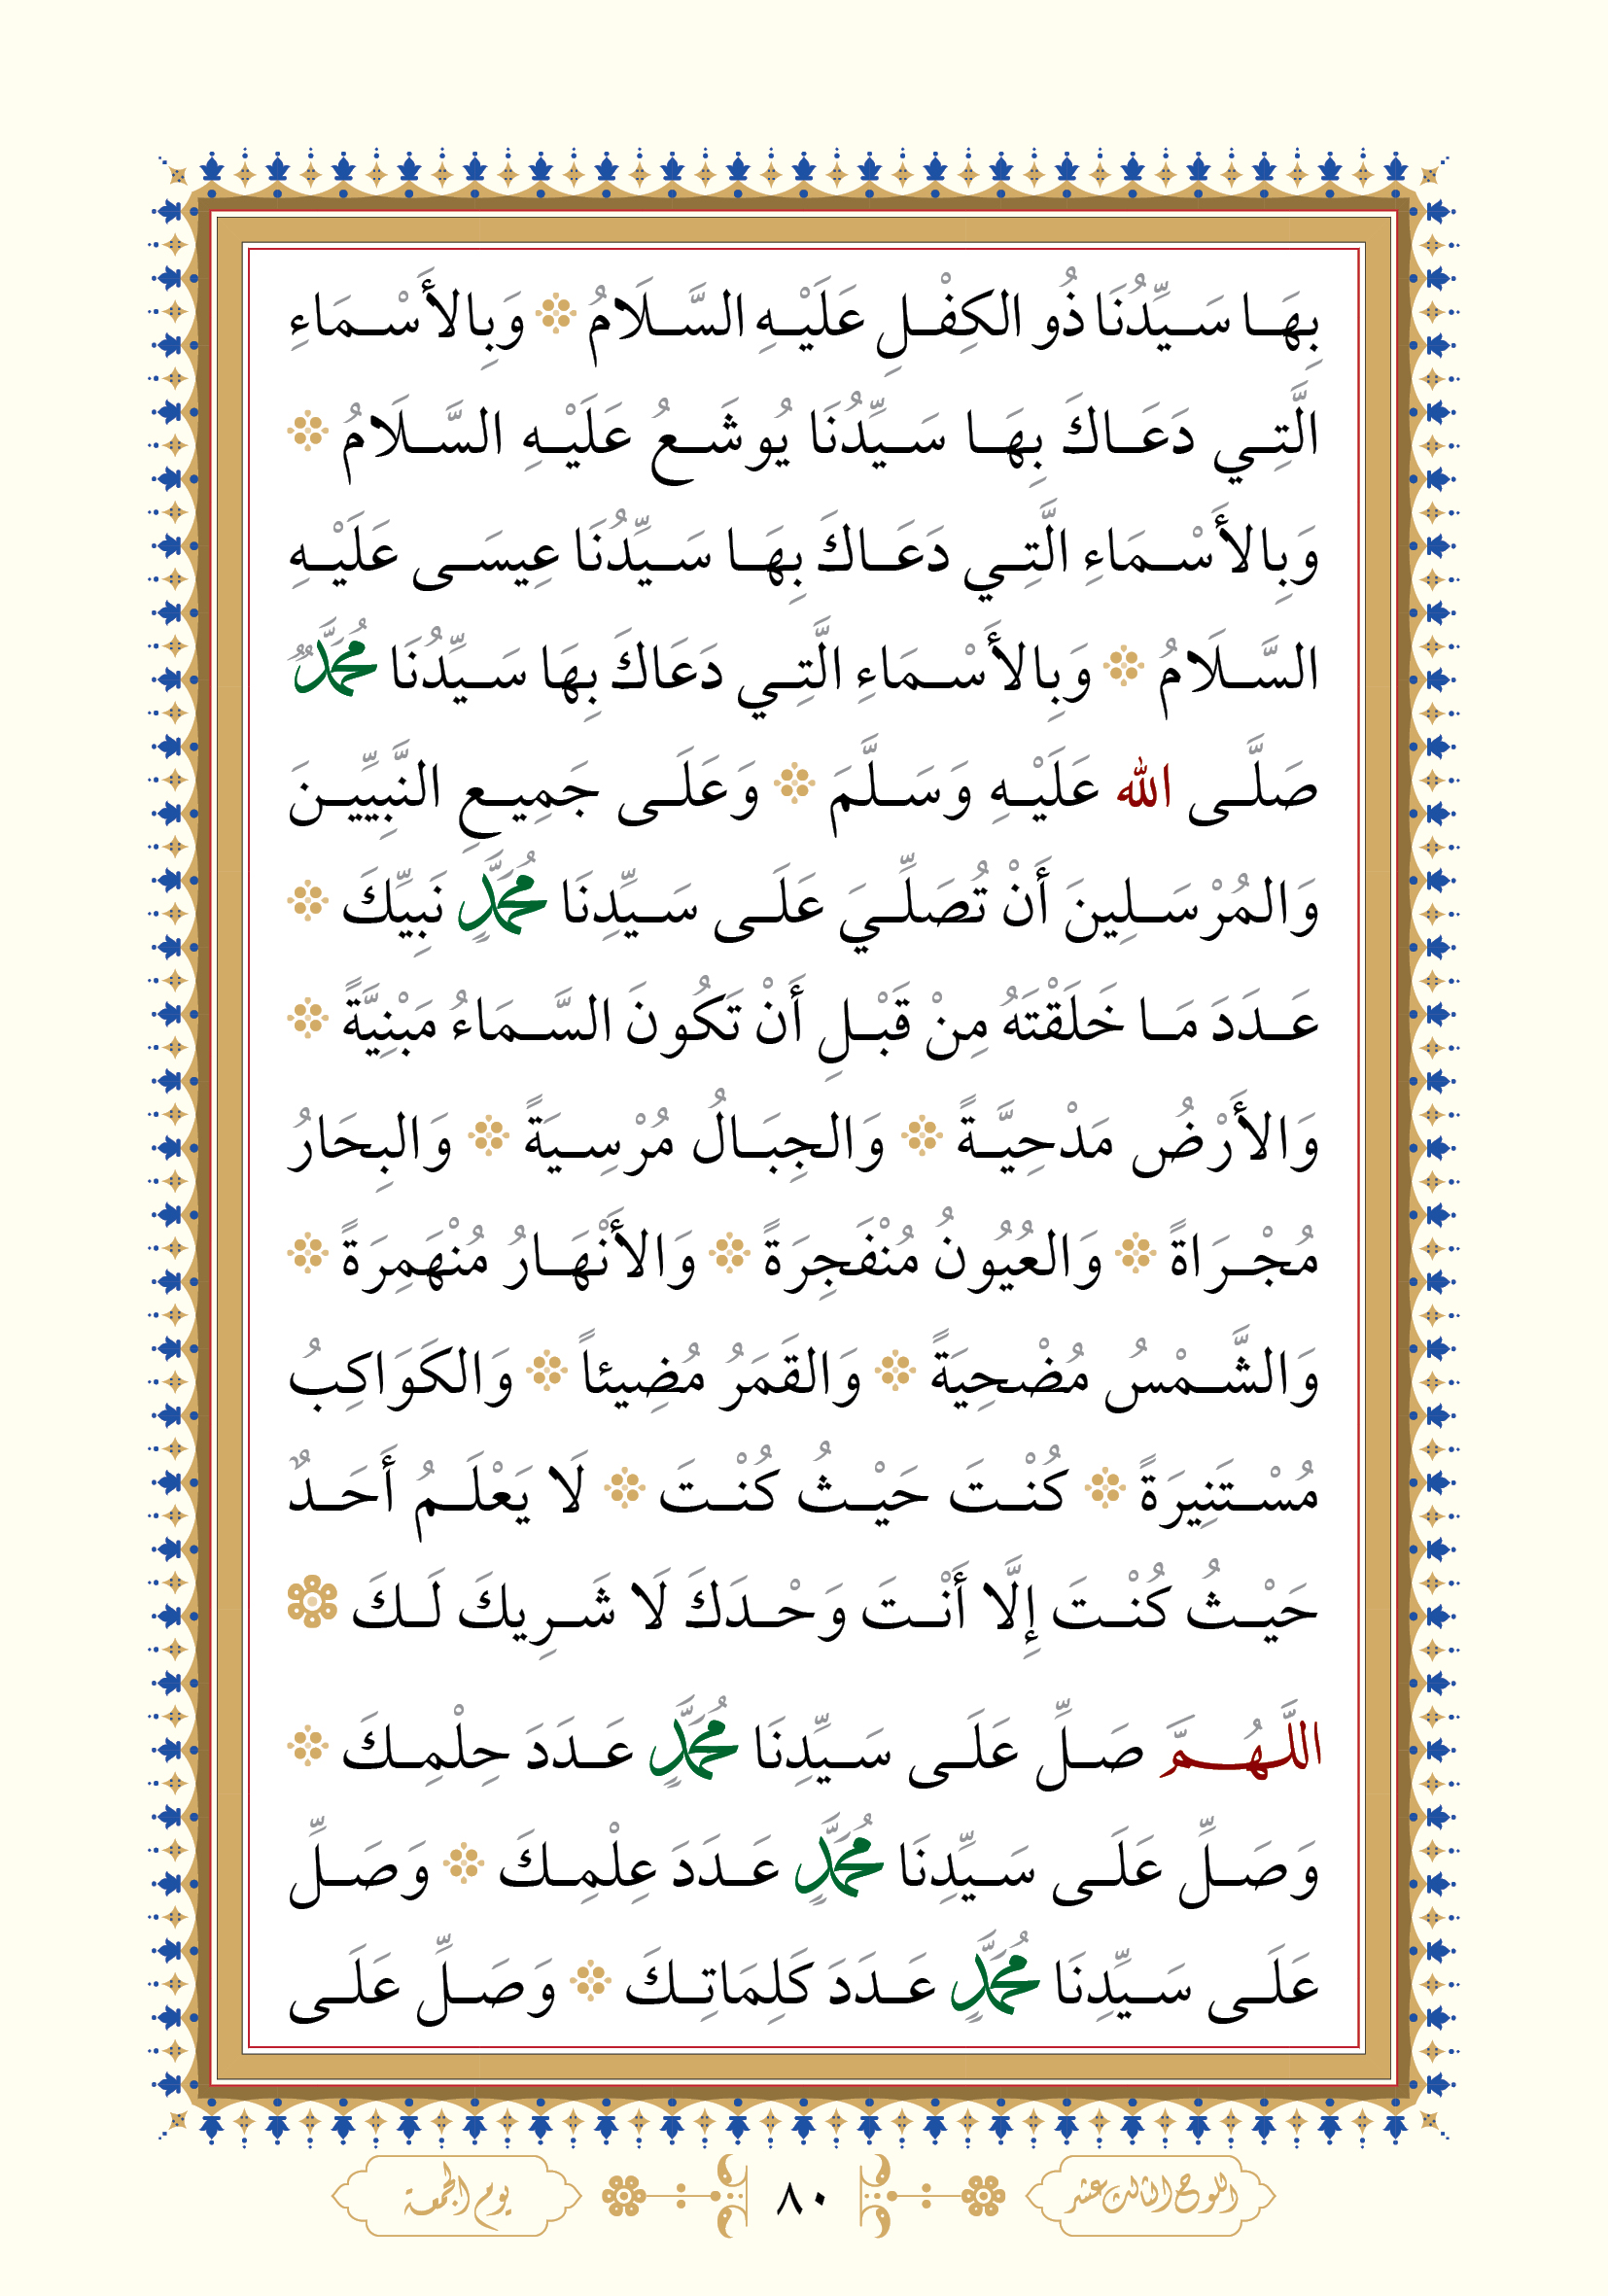 بِهَا سَيِّدُنَا ذُو الكِفْلِ عَلَيْهِ السَّلَامُ وَبِالأَسْمَاءِ
الَّتِي دَعَاكَ بِهَا سَيِّدُنَا يُوشَعُ عَلَيْهِ السَّلَامُ
وَبِالأَسْمَاءِ الَّتِي دَعَاكَ بِهَا سَيِّدُنَا عِيسَى عَلَيْهِ
السَّلَامُ وَبِالأَسْمَاءِ الَّتِي دَعَاكَ بِهَا سَيِّدُنَا مُحَمَّدٌ
صَلَّى الله عَلَيْهِ وَسَلَّمَ وَعَلَى جَمِيعِ النَّبِيِّينَ
وَالمُرْسَلِينَ أَنْ تُصَلِّيَ عَلَى سَيِّدِنَا مُحَمَّدٍ نَبِيِّكَ
عَدَدَ مَا خَلَقْتَهُ مِنْ قَبْلِ أَنْ تَكُونَ السَّمَاءُ مَبْنِيَّةً
وَالأَرْضُ مَدْحِيَّةً وَالجِبَالُ مُرْسِيَةً وَالبِحَارُ
مُجْرَاةً وَالعُيُونُ مُنْفَجِرَةً وَالأَنْهَارُ مُنْهَمِرَةً
وَالشَّمْسُ مُضْحِيَةً وَالقَمَرُ مُضِيئاً وَالكَوَاكِبُ
مُسْتَنِيرَةً كُنْتَ حَيْثُ كُنْتَ لَا يَعْلَمُ أَحَدٌ
حَيْثُ كُنْتَ إِلَّا أَنْتَ وَحْدَكَ لَا شَرِيكَ لَكَ
اللَّهُمَّ صَلِّ عَلَى سَيِّدِنَا مُحَمَّدٍ عَدَدَ حِلْمِكَ
وَصَلِّ عَلَى سَيِّدِنَا مُحَمَّدٍ عَدَدَ عِلْمِكَ وَصَلِّ
عَلَى سَيِّدِنَا مُحَمَّدٍ عَدَدَ كَلِمَاتِكَ وَصَلِّ عَلَى
اللوح الثالث عشر ٨٠ يوم الجمعة